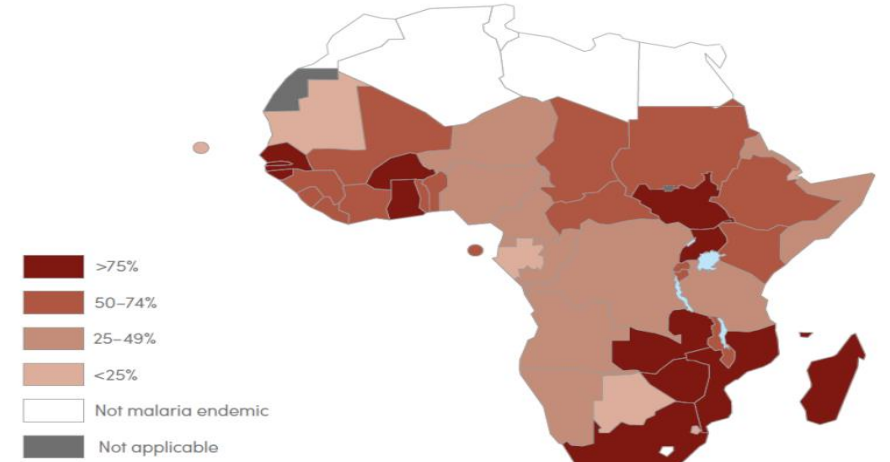 >75%
50–74%
25–49%
<25%
Not malaria endemic
Not applicable